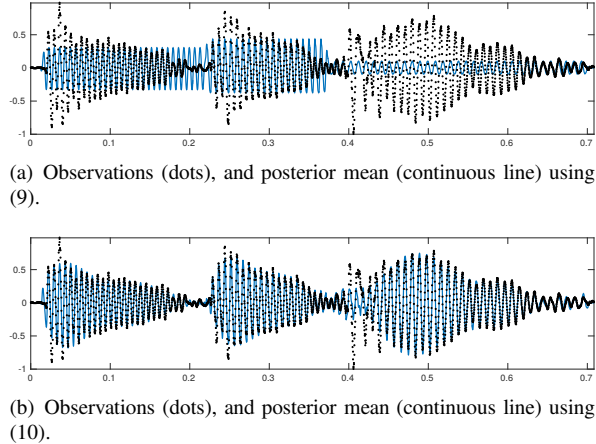 0.5
0
-0.5
-1
0 0.1 0.2 0.3 0.4 0.5 0.6 0.7
(a) Observations (dots), and posterior mean (continuous line) using
(9).
0.5
0
-0.5
-1
0 0.1 0.2 0.3 0.4 0.5 0.6 0.7
(b) Observations (dots), and posterior mean (continuous line) using
(10).